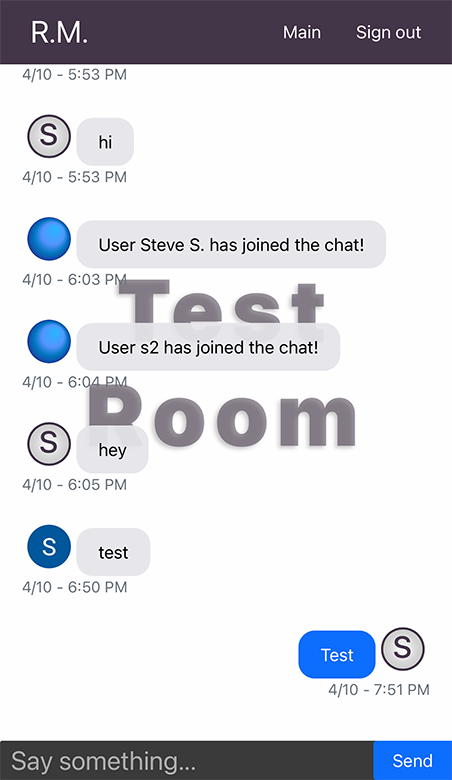 R.M.
Main
Sign out
4/10 - 5:53 PM
S
hi
4/10 - 5:53 PM
User Steve S. has joined the chat!
4/10 - 6:03 PM
Test
User s2 has joined the chat!
4/10 - 6:04 PM
Room
S
hey
4/10 - 6:05 PM
S
test
4/10 - 6:50 PM
Test
S
4/10 - 7:51 PM
Say something...
Send